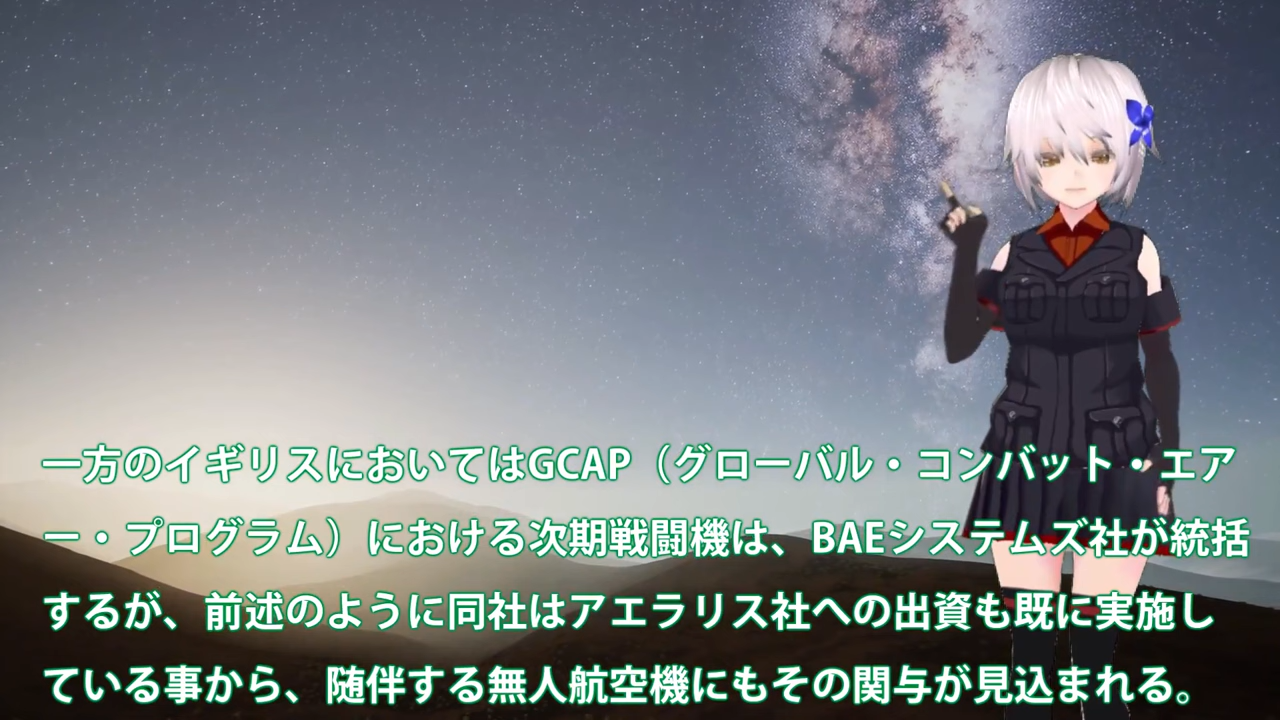 一方のイギリスにおいてはGCAP（グローバル・コンバット・エア
ー・プログラム）における次期戦闘機は、BAEシステムズ社が統括
するが、前述のように同社はアエラリス社への出資も既に実施し
ている事から、随伴する無人航空機にもその関与が見込まれる。